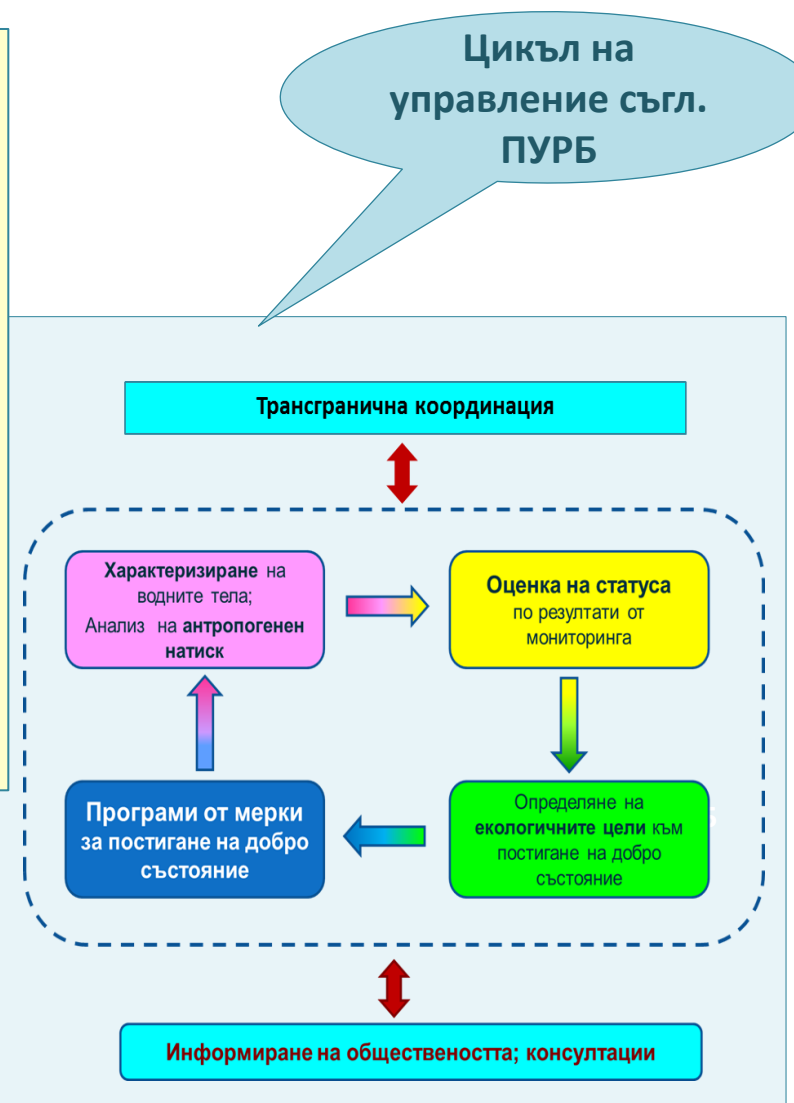 Цикъл на
управление съгл.
ПУРБ
Трансгранична координация
Характеризиране на
водните тела;
Анализ на антропогенен
натиск
Оценка на статуса
по резултати от
мониторинга
Програми от мерки
за постигане на добро
състояние
Определяне на
екологичните цели към
постигане на добро
състояние
Информиране на обществеността; консултации